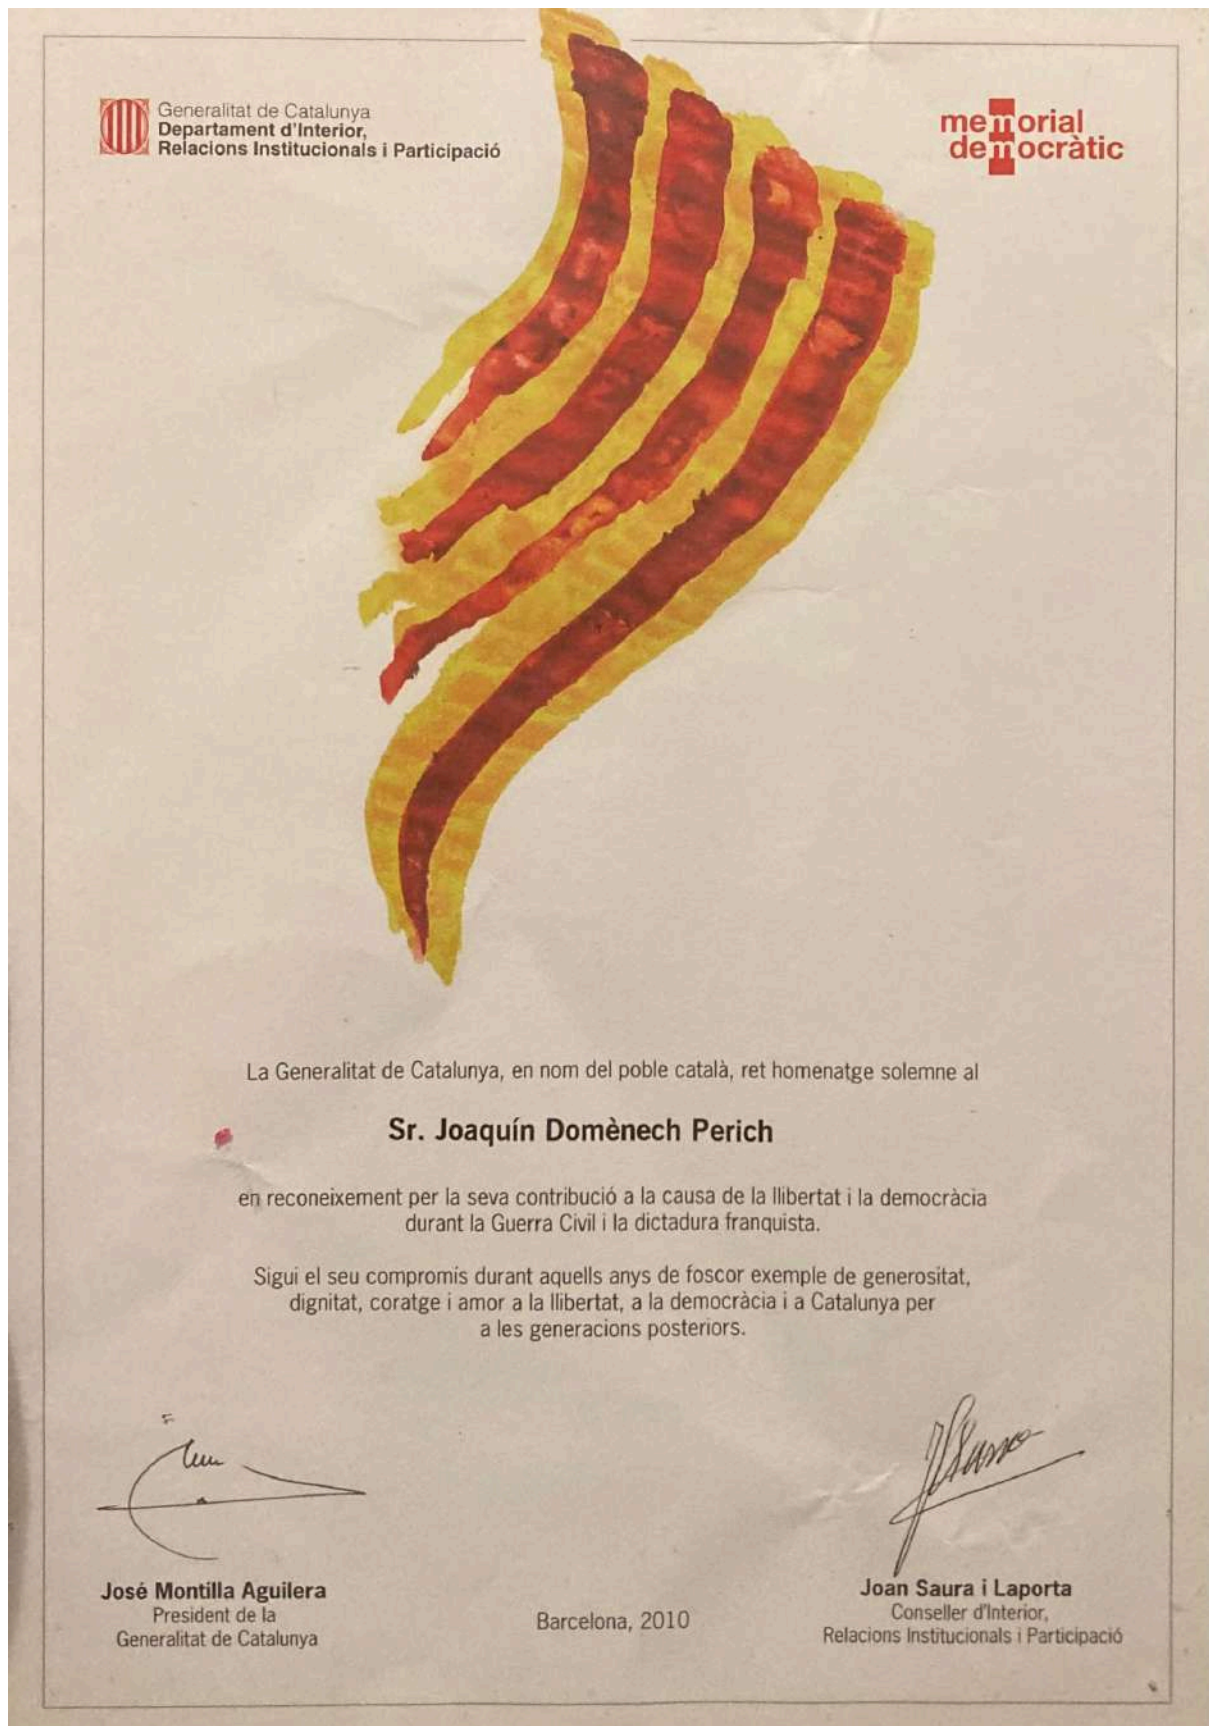 Generalitat de Catalunya
Departament d'Interior,
Relacions Institucionals i Participació
memorial
democràtic
La Generalitat de Catalunya, en nom del poble català, ret homenatge solemne al
Sr. Joaquín Domènech Perich
en reconeixement per la seva contribució a la causa de la llibertat i la democràcia
durant la Guerra Civil i la dictadura franquista.
Sigui el seu compromis durant aquells anys de foscor exemple de generositat,
dignitat, coratge i amor a la llibertat, a la democràcia i a Catalunya per
a les generacions posteriors.
José Montilla Aguilera
President de la
Generalitat de Catalunya
Barcelona, 2010
Joan Saura i Laporta
Conseller d'Interior,
Relacions Institucionals i Participació